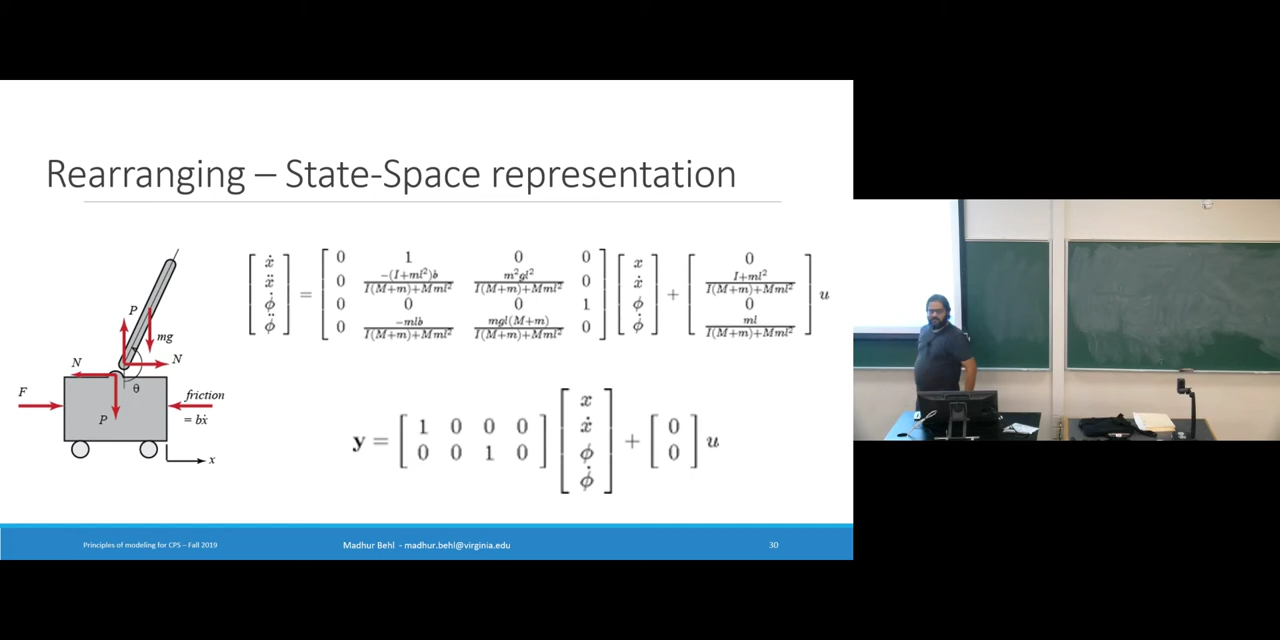 Rearranging – State-Space representation
P
mg
N
N
θ
F
friction
= bẋ
P
x
[ẋ; ẍ; φ̇; φ̈] = [0 1 0 0; 0 -(I+ml²)b/(I(M+m)+Mml²) m²gl²/(I(M+m)+Mml²) 0; 0 0 0 1; 0 -mlb/(I(M+m)+Mml²) mgl(M+m)/(I(M+m)+Mml²) 0] [x; ẋ; φ; φ̇] + [0; (I+ml²)/(I(M+m)+Mml²); 0; ml/(I(M+m)+Mml²)] u
y = [1 0 0 0; 0 0 1 0] [x; ẋ; φ; φ̇] + [0; 0] u
Principles of modeling for CPS – Fall 2019
Madhur Behl - madhur.behl@virginia.edu
30